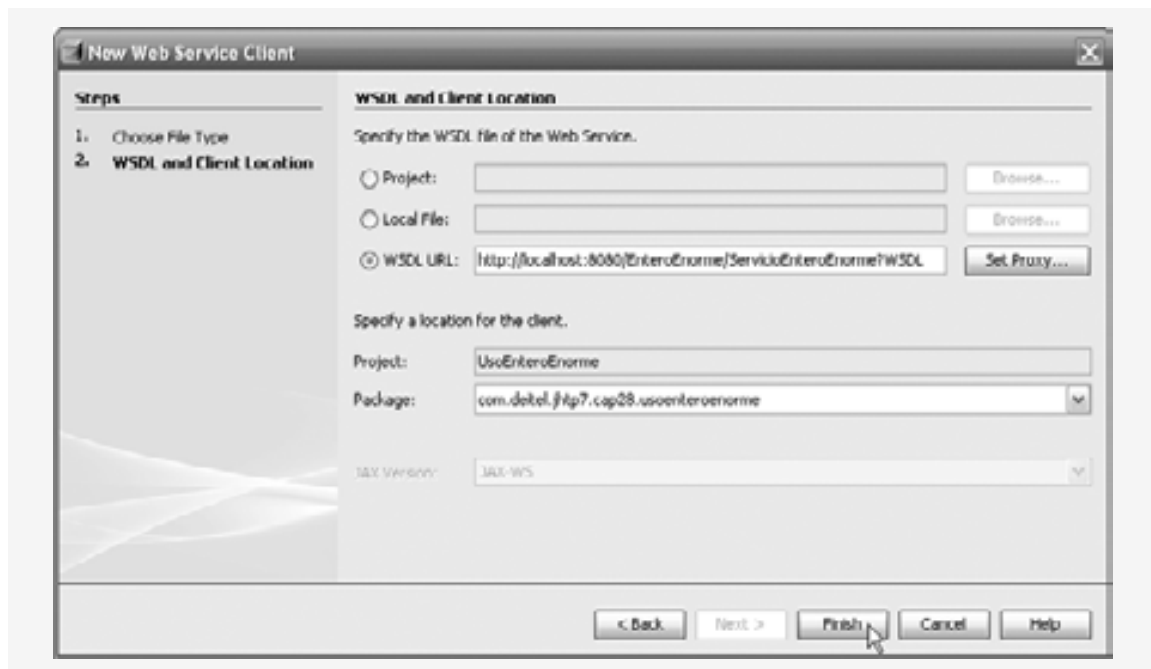 New Web Service Client
Steps
1. Choose File Type
2. WSDL and Client Location
WSDL and Client Location
Specify the WSDL file of the Web Service.
Project:
Browse...
Local File:
Browse...
WSDL URL: http://localhost:8080/EnteroEnorme/ServicioEnteroEnorme?WSDL
Set Proxy...
Specify a location for the client.
Project: UsoEnteroEnorme
Package: com.deitel.jhtp7.cap28.usoenteroenorme
JAX Version: JAX-WS
< Back Next > Finish Cancel Help